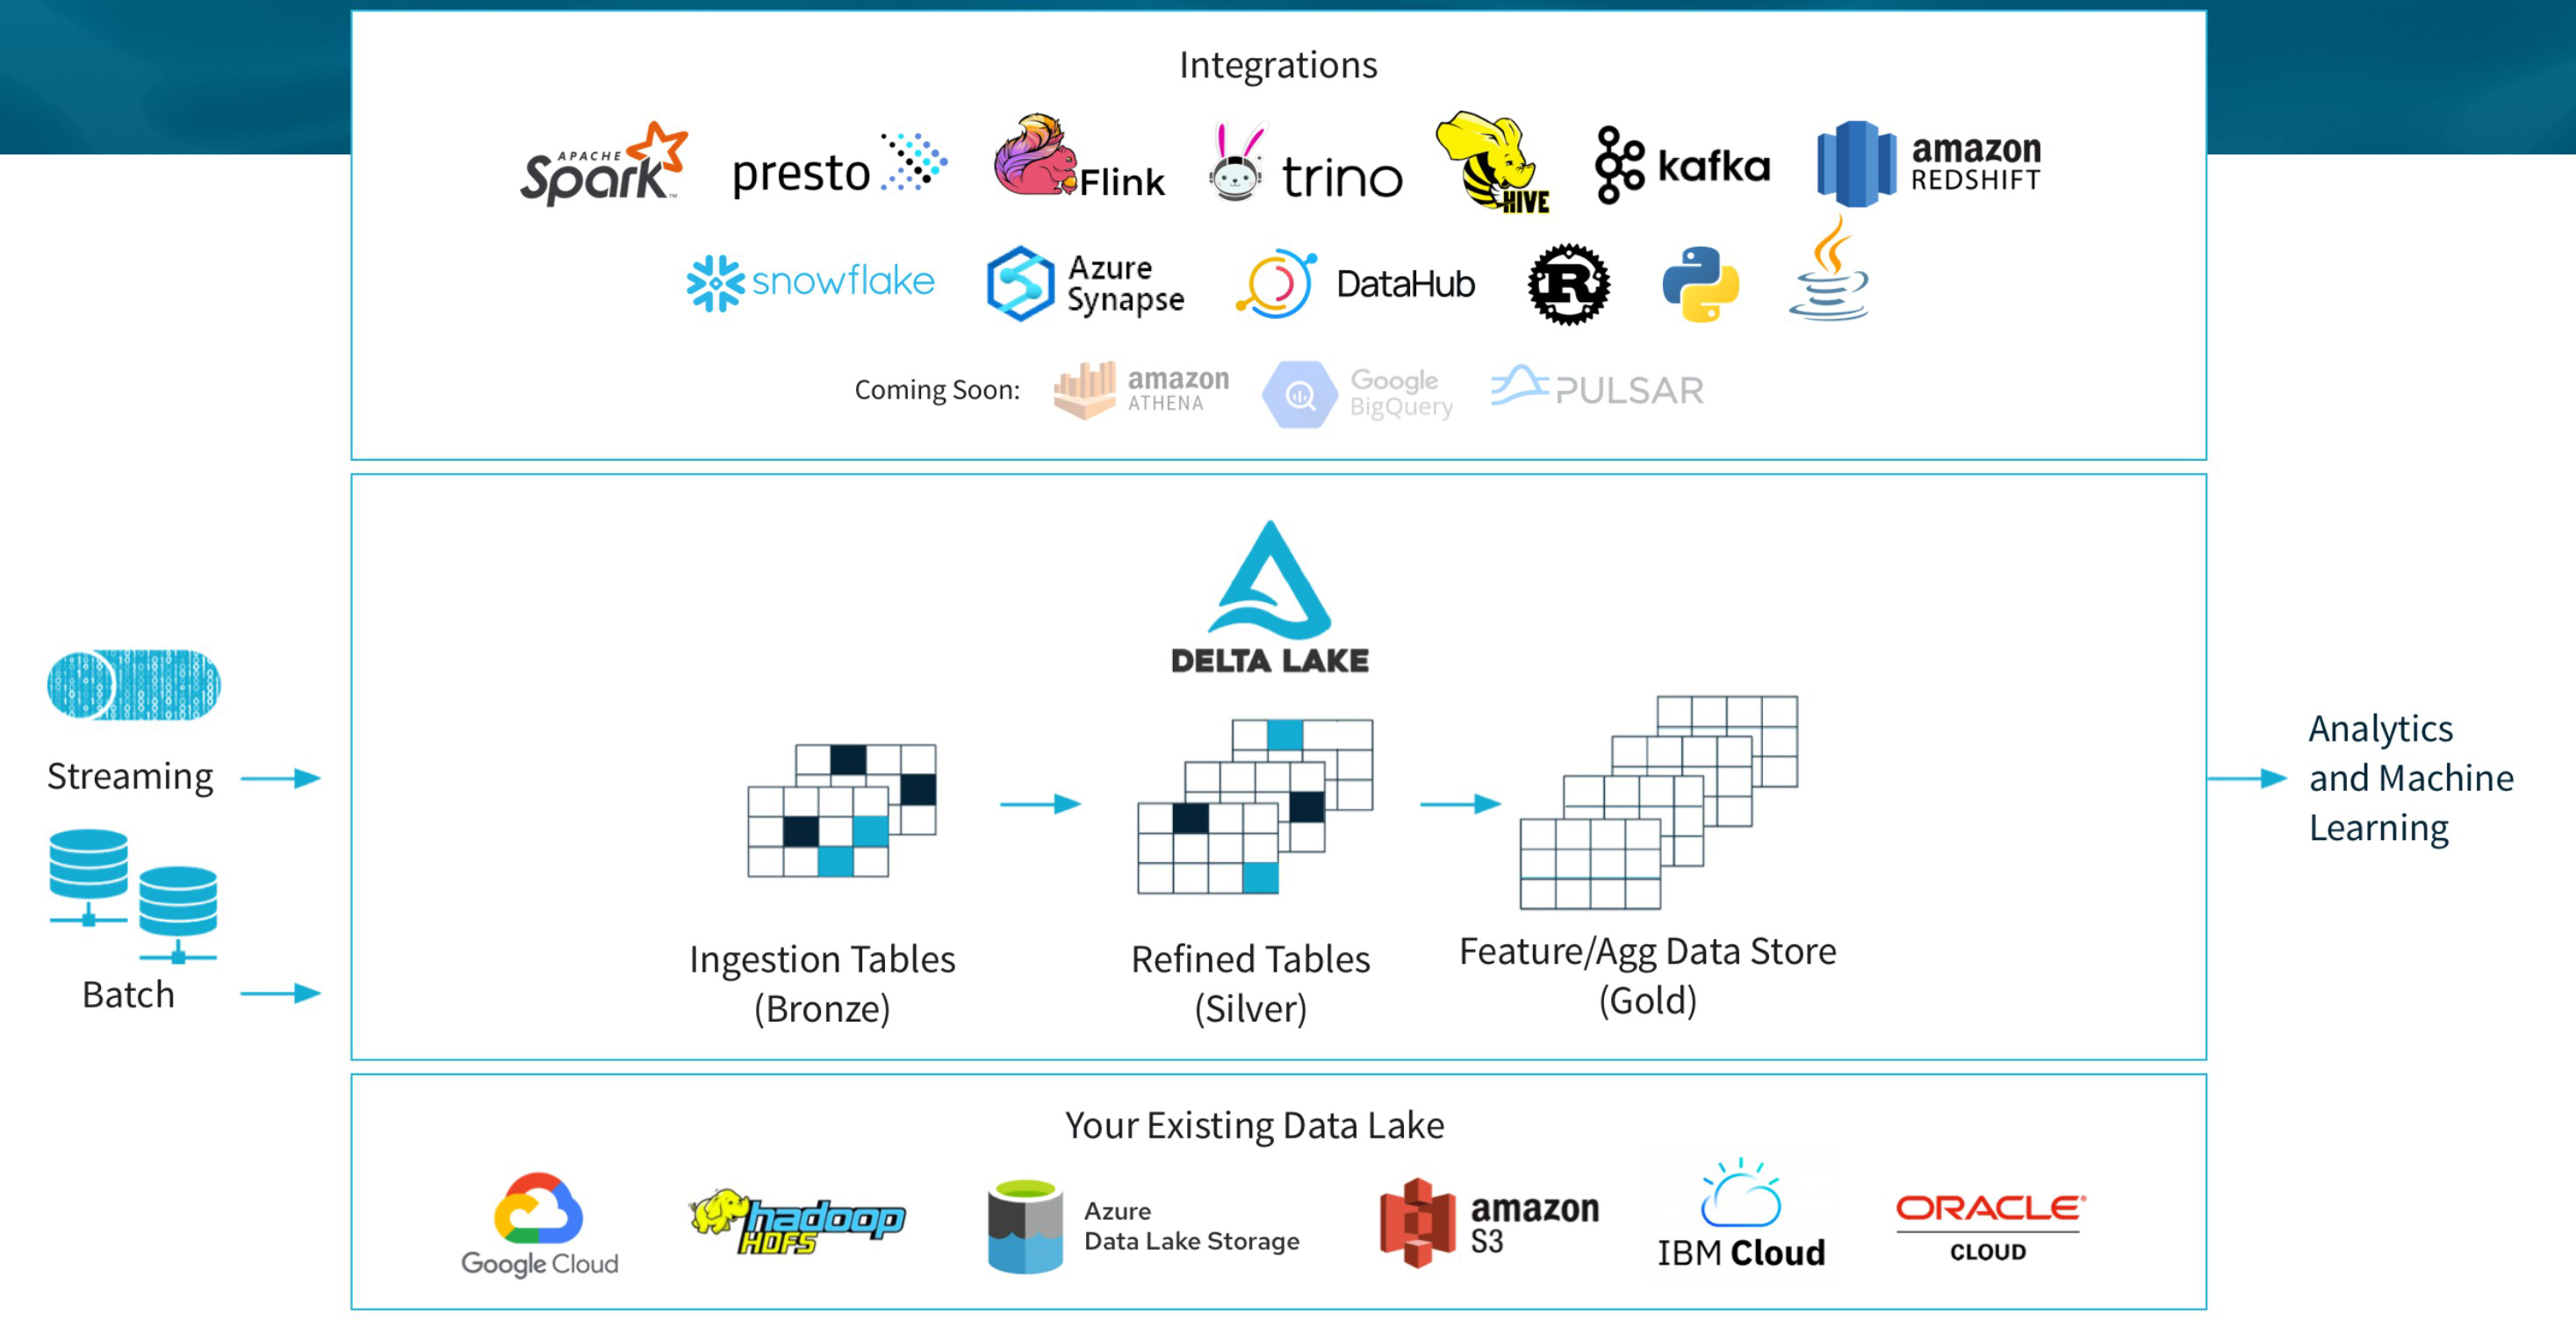 Integrations
APACHE
Spark™
presto
Flink
trino
HIVE
kafka
amazon
REDSHIFT
snowflake
Azure
Synapse
DataHub
R
Coming Soon:
amazon
ATHENA
Google
BigQuery
PULSAR
DELTA LAKE
Streaming
Batch
Ingestion Tables
(Bronze)
Refined Tables
(Silver)
Feature/Agg Data Store
(Gold)
Analytics
and Machine
Learning
Your Existing Data Lake
Google Cloud
hadoop
HDFS
Azure
Data Lake Storage
amazon
S3
IBM Cloud
ORACLE®
CLOUD